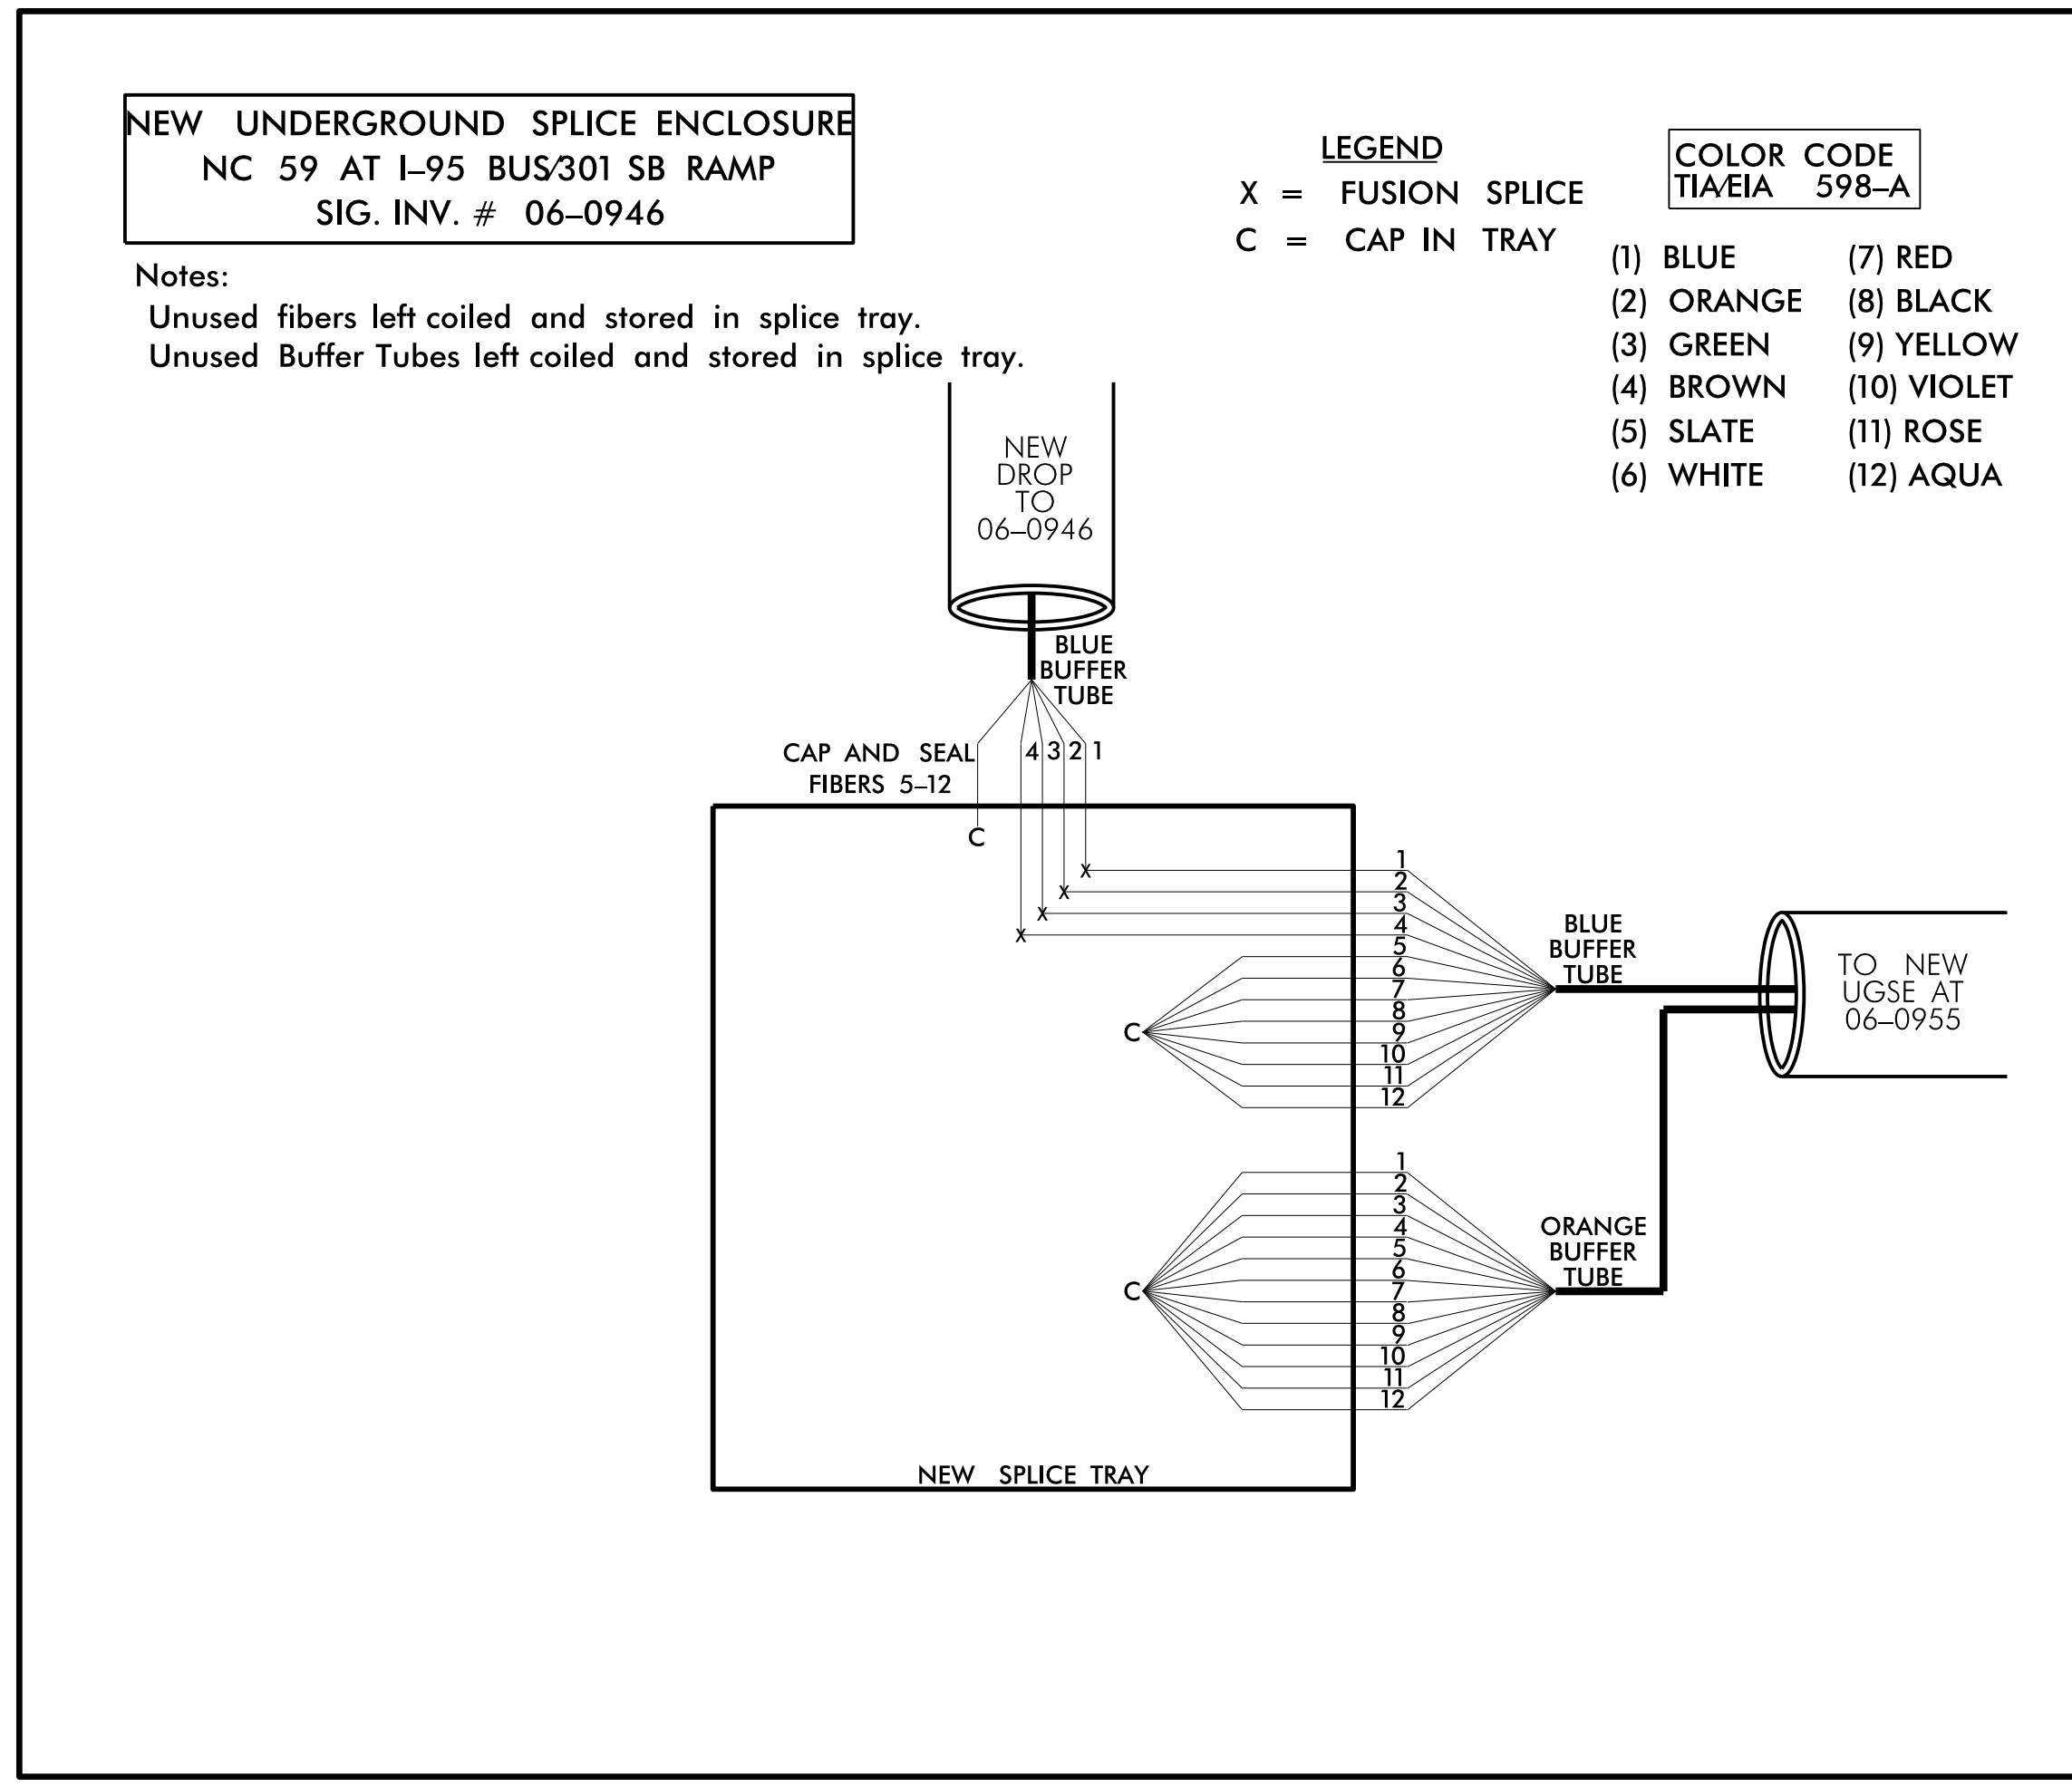 NEW UNDERGROUND SPLICE ENCLOSURE
NC 59 AT I–95 BUS/301 SB RAMP
SIG. INV. # 06–0946
Notes:
Unused fibers left coiled and stored in splice tray.
Unused Buffer Tubes left coiled and stored in splice tray.
LEGEND
X = FUSION SPLICE
C = CAP IN TRAY
COLOR CODE
TIA/EIA 598–A
(1) BLUE
(2) ORANGE
(3) GREEN
(4) BROWN
(5) SLATE
(6) WHITE
(7) RED
(8) BLACK
(9) YELLOW
(10) VIOLET
(11) ROSE
(12) AQUA
NEW
DROP
TO
06–0946
BLUE
BUFFER
TUBE
CAP AND SEAL
FIBERS 5–12
4 3 2 1
C
X
X
X
X
1
2
3
4
5
6
7
8
9
10
11
12
C
BLUE
BUFFER
TUBE
TO NEW
UGSE AT
06–0955
1
2
3
4
5
6
7
8
9
10
11
12
C
ORANGE
BUFFER
TUBE
NEW SPLICE TRAY